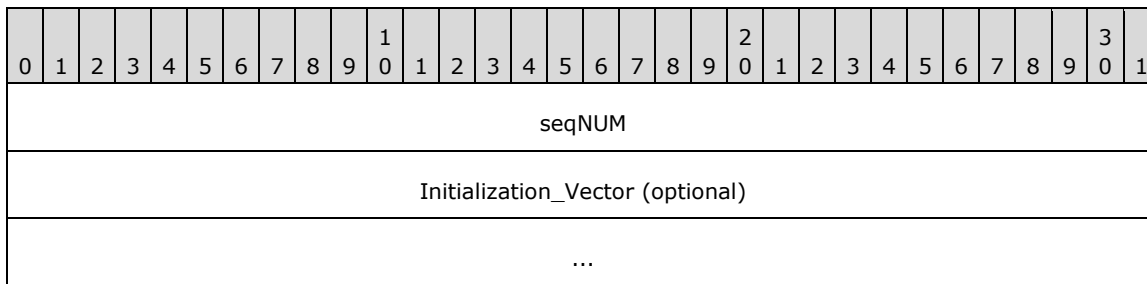 1 2 3
0 1 2 3 4 5 6 7 8 9 0 1 2 3 4 5 6 7 8 9 0 1 2 3 4 5 6 7 8 9 0 1
seqNUM
Initialization_Vector (optional)
...